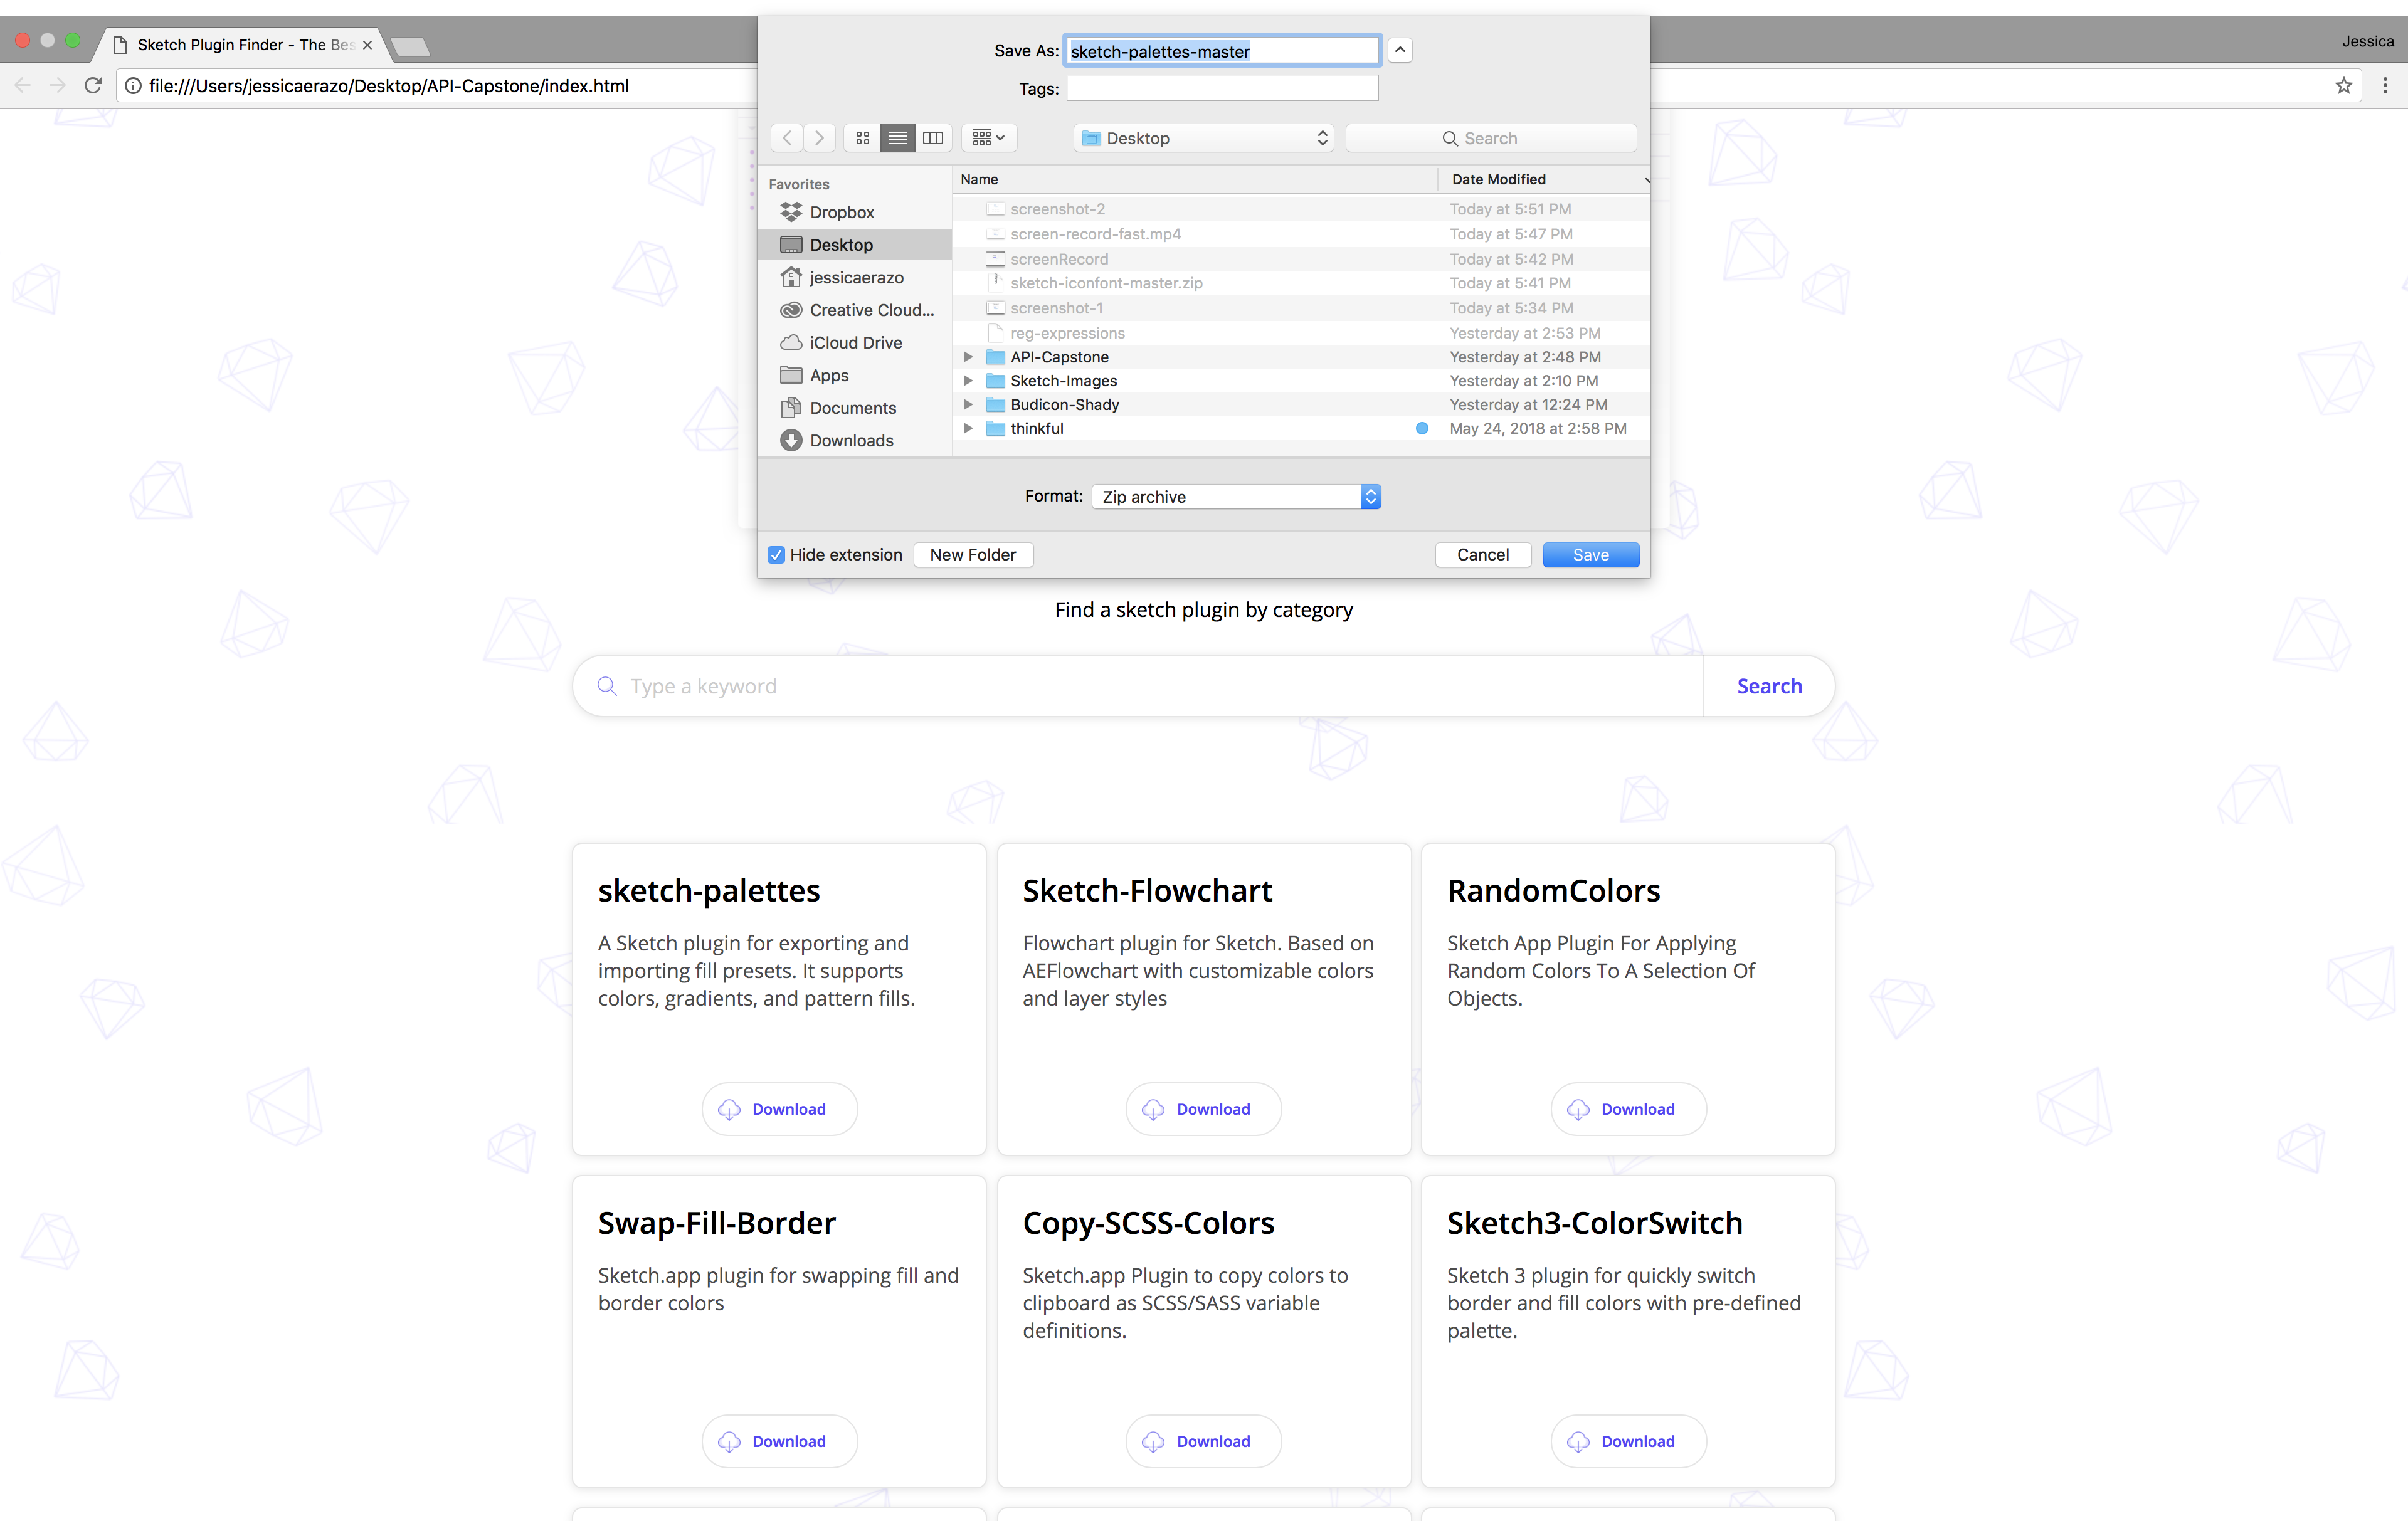 Sketch Plugin Finder - The Bes
Jessica
file:///Users/jessicaerazo/Desktop/API-Capstone/index.html
Save As: sketch-palettes-master
Tags:
Desktop
Search
Favorites
Dropbox
Desktop
jessicaerazo
Creative Cloud...
iCloud Drive
Apps
Documents
Downloads
Name Date Modified
screenshot-2 Today at 5:51 PM
screen-record-fast.mp4 Today at 5:47 PM
screenRecord Today at 5:42 PM
sketch-iconfont-master.zip Today at 5:41 PM
screenshot-1 Today at 5:34 PM
reg-expressions Yesterday at 2:53 PM
API-Capstone Yesterday at 2:48 PM
Sketch-Images Yesterday at 2:10 PM
Budicon-Shady Yesterday at 12:24 PM
thinkful May 24, 2018 at 2:58 PM
Format: Zip archive
Hide extension New Folder Cancel Save
Find a sketch plugin by category
Type a keyword Search
sketch-palettes
A Sketch plugin for exporting and
importing fill presets. It supports
colors, gradients, and pattern fills.
Download
Sketch-Flowchart
Flowchart plugin for Sketch. Based on
AEFlowchart with customizable colors
and layer styles
Download
RandomColors
Sketch App Plugin For Applying
Random Colors To A Selection Of
Objects.
Download
Swap-Fill-Border
Sketch.app plugin for swapping fill and
border colors
Download
Copy-SCSS-Colors
Sketch.app Plugin to copy colors to
clipboard as SCSS/SASS variable
definitions.
Download
Sketch3-ColorSwitch
Sketch 3 plugin for quickly switch
border and fill colors with pre-defined
palette.
Download